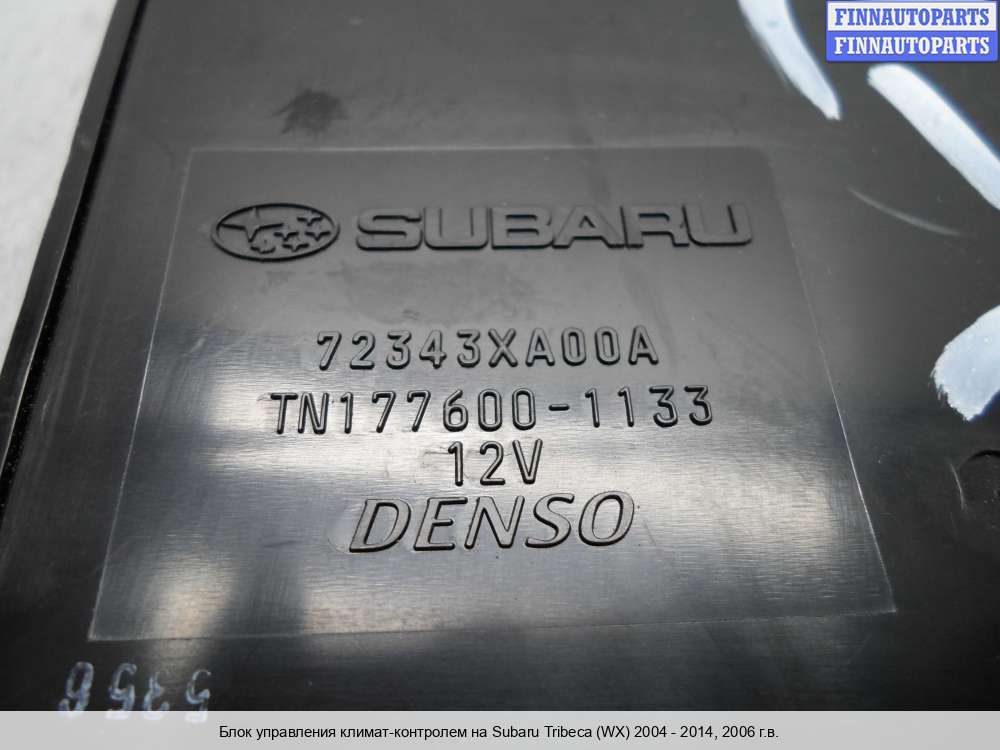 FINNAUTOPARTS
FINNAUTOPARTS
SUBARU
72343XA00A
TN177600-1133
12V
DENSO
Блок управления климат-контролем на Subaru Tribeca (WX) 2004 - 2014, 2006 г.в.